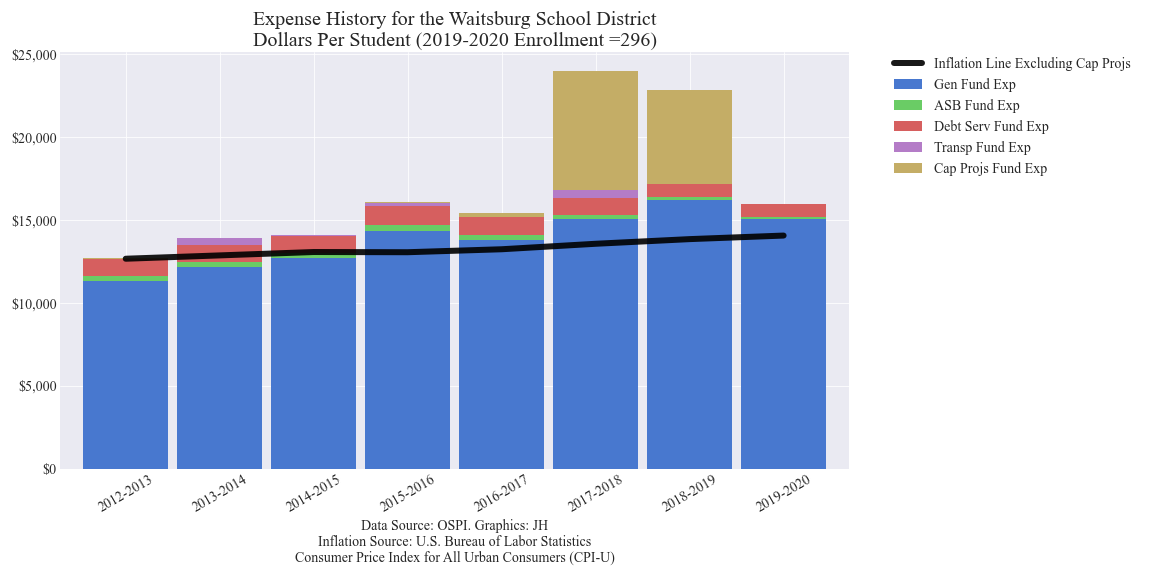 Expense History for the Waitsburg School District
Dollars Per Student (2019-2020 Enrollment =296)
$25,000
$20,000
$15,000
$10,000
$5,000
$0
2012-2013
2013-2014
2014-2015
2015-2016
2016-2017
2017-2018
2018-2019
2019-2020
Inflation Line Excluding Cap Projs
Gen Fund Exp
ASB Fund Exp
Debt Serv Fund Exp
Transp Fund Exp
Cap Projs Fund Exp
Data Source: OSPI. Graphics: JH
Inflation Source: U.S. Bureau of Labor Statistics
Consumer Price Index for All Urban Consumers (CPI-U)